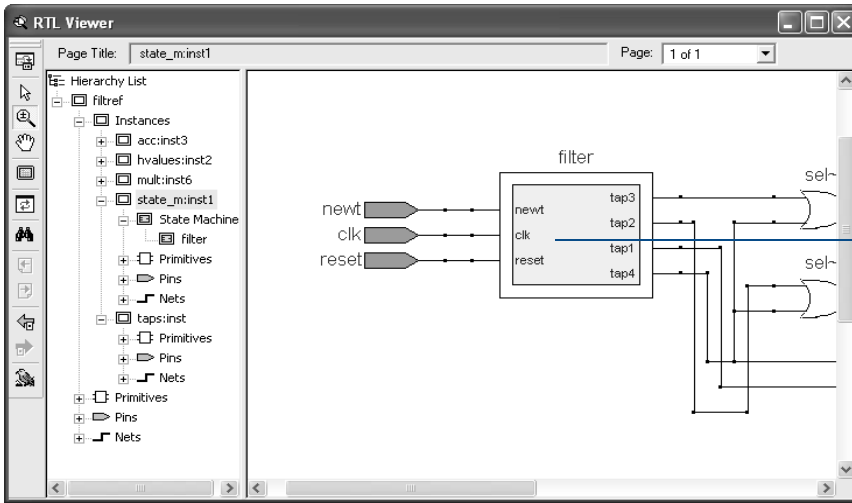 RTL Viewer
Page Title: state_m:inst1 Page: 1 of 1
Hierarchy List
filtref
Instances
acc:inst3
hvalues:inst2
mult:inst6
state_m:inst1
State Machine
filter
Primitives
Pins
Nets
taps:inst
Primitives
Pins
Nets
Primitives
Pins
Nets
filter
newt
clk
reset
newt
clk
reset
tap3
tap2
tap1
tap4
sel~
sel~